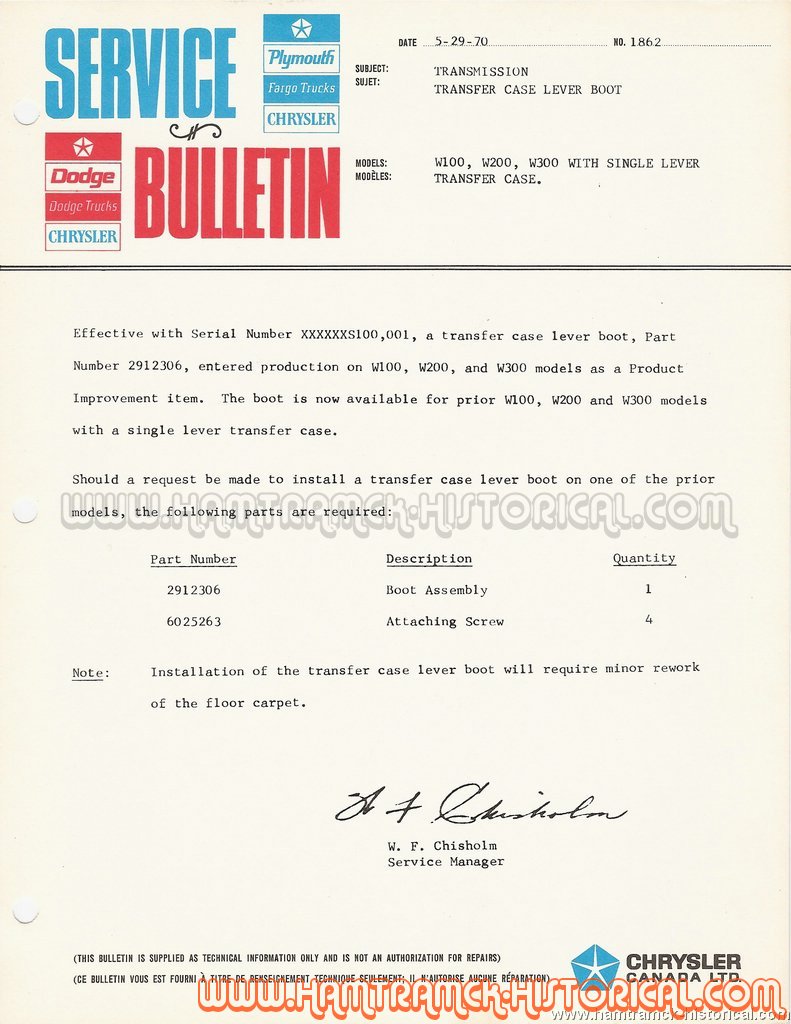 SERVICE
BULLETIN
Plymouth
Fargo Trucks
CHRYSLER
Dodge
Dodge Trucks
CHRYSLER
DATE 5-29-70 NO. 1862
SUBJECT: TRANSMISSION
SUJET: TRANSFER CASE LEVER BOOT
MODELS: W100, W200, W300 WITH SINGLE LEVER
MODÈLES: TRANSFER CASE.
Effective with Serial Number XXXXXXS100,001, a transfer case lever boot, Part
Number 2912306, entered production on W100, W200, and W300 models as a Product
Improvement item. The boot is now available for prior W100, W200 and W300 models
with a single lever transfer case.
Should a request be made to install a transfer case lever boot on one of the prior
www.Hamtramck-Historical.com
models, the following parts are required:
Part Number Description Quantity
2912306 Boot Assembly 1
6025263 Attaching Screw 4
Note: Installation of the transfer case lever boot will require minor rework
of the floor carpet.
W F Chisholm
W. F. Chisholm
Service Manager
(THIS BULLETIN IS SUPPLIED AS TECHNICAL INFORMATION ONLY AND IS NOT AN AUTHORIZATION FOR REPAIRS)
(CE BULLETIN VOUS EST FOURNI À TITRE DE RENSEIGNEMENT TECHNIQUE SEULEMENT; IL N'AUTORISE AUCUNE RÉPARATION)
CHRYSLER
CANADA LTD.
www.Hamtramck-Historical.com
www.hamtramck-historical.com